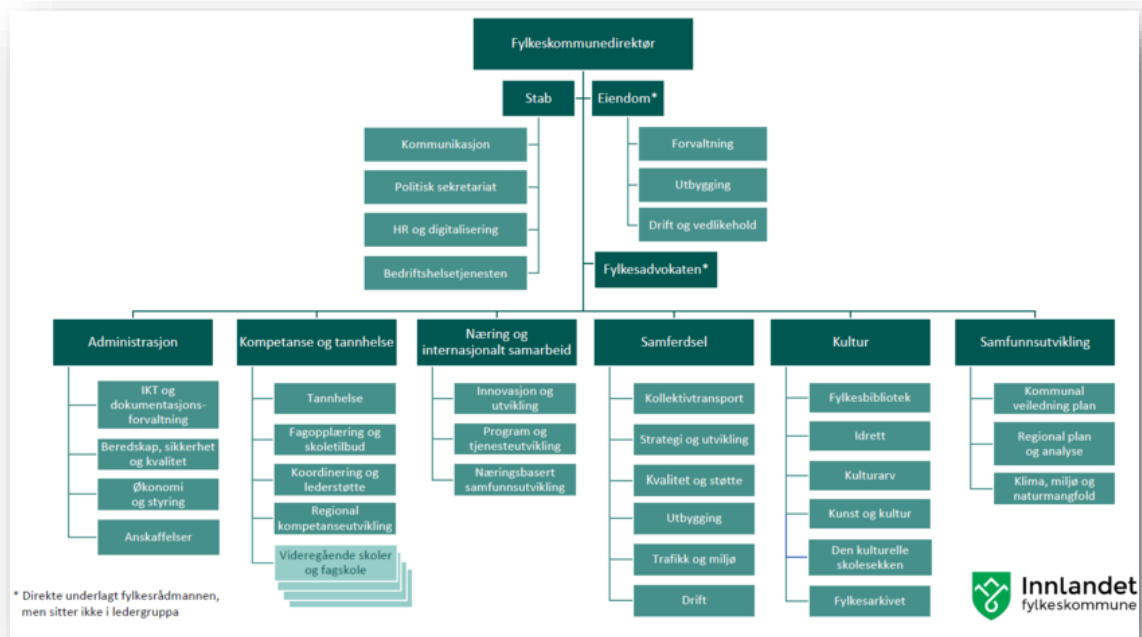 Fylkeskommunedirektør
Stab
Eiendom*
Kommunikasjon
Politisk sekretariat
HR og digitalisering
Bedriftshelsetjenesten
Forvaltning
Utbygging
Drift og vedlikehold
Fylkesadvokaten*
Administrasjon
IKT og
dokumentasjons-
forvaltning
Beredskap, sikkerhet
og kvalitet
Økonomi
og styring
Anskaffelser
Kompetanse og tannhelse
Tannhelse
Fagopplæring og
skoletilbud
Koordinering og
lederstøtte
Regional
kompetanseutvikling
Videregående skoler
og fagskole
Næring og
internasjonalt samarbeid
Innovasjon og
utvikling
Program og
tjenesteutvikling
Næringsbasert
samfunnsutvikling
Samferdsel
Kollektivtransport
Strategi og utvikling
Kvalitet og støtte
Utbygging
Trafikk og miljø
Drift
Kultur
Fylkesbibliotek
Idrett
Kulturarv
Kunst og kultur
Den kulturelle
skolesekken
Fylkesarkivet
Samfunnsutvikling
Kommunal
veiledning plan
Regional plan
og analyse
Klima, miljø og
naturmangfold
* Direkte underlagt fylkesrådmannen,
men sitter ikke i ledergruppa
Innlandet
fylkeskommune